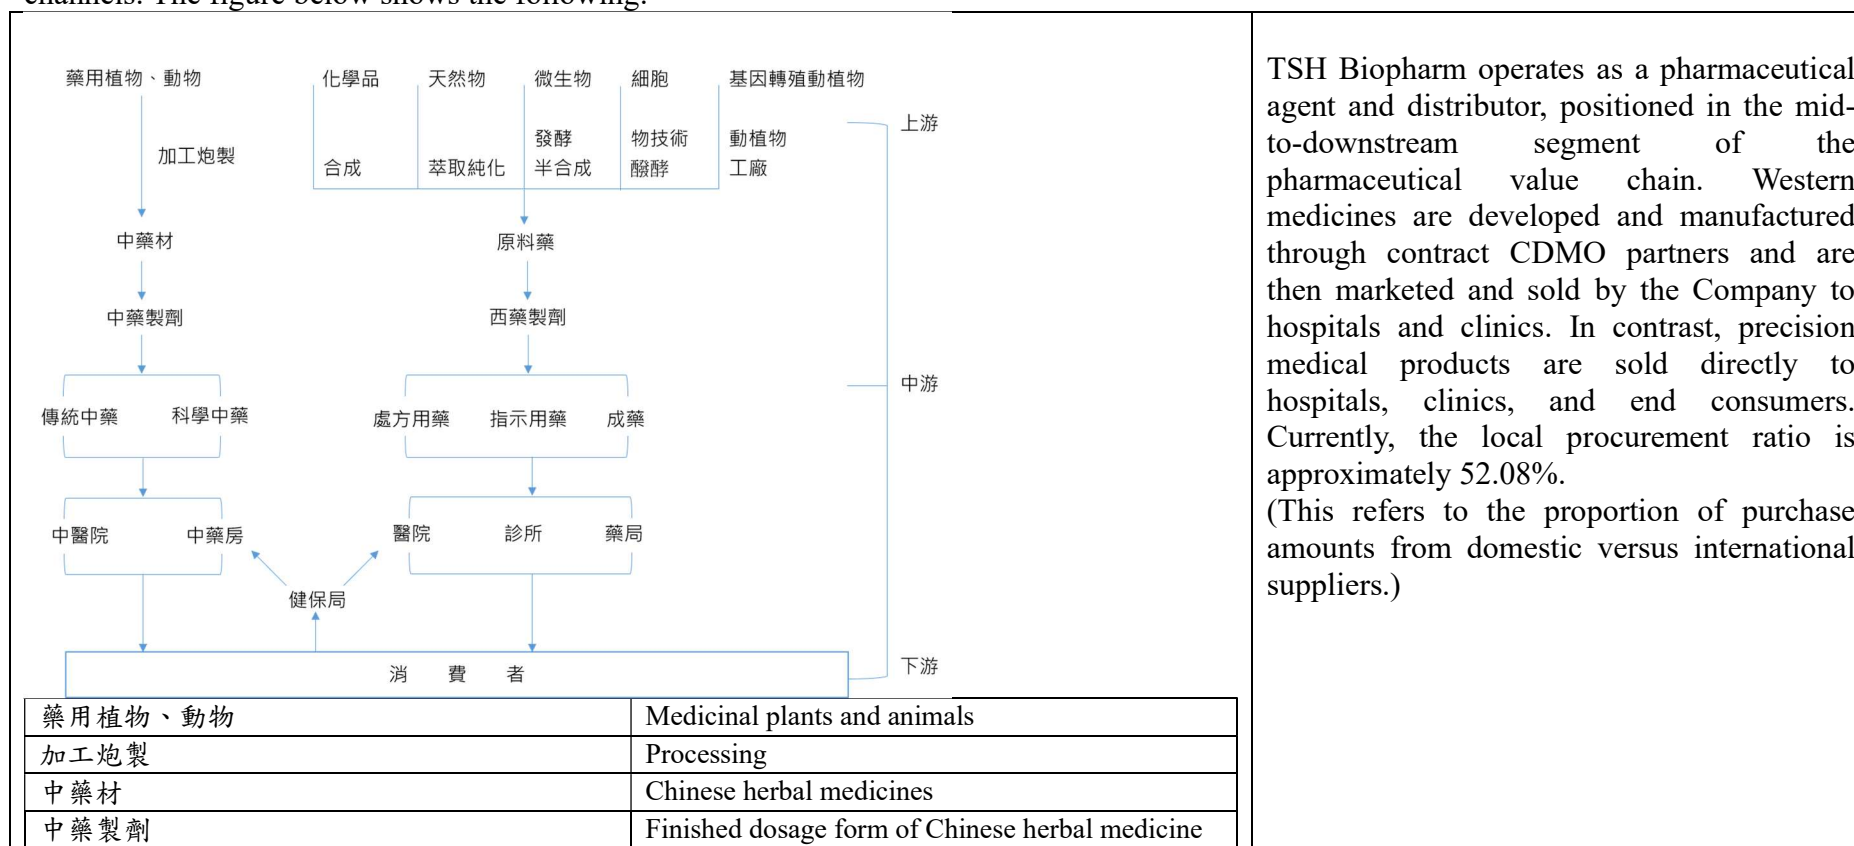 channels. The figure below shows the following:
藥用植物、動物
化學品
天然物
微生物
細胞
基因轉殖動植物
上游
加工炮製
合成
萃取純化
發酵
半合成
物技術
醱酵
動植物
工廠
中藥材
原料藥
中藥製劑
西藥製劑
中游
傳統中藥
科學中藥
處方用藥
指示用藥
成藥
中醫院
中藥房
醫院
診所
藥局
健保局
消費者
下游
藥用植物、動物 Medicinal plants and animals
加工炮製 Processing
中藥材 Chinese herbal medicines
中藥製劑 Finished dosage form of Chinese herbal medicine
TSH Biopharm operates as a pharmaceutical
agent and distributor, positioned in the mid-
to-downstream segment of the
pharmaceutical value chain. Western
medicines are developed and manufactured
through contract CDMO partners and are
then marketed and sold by the Company to
hospitals and clinics. In contrast, precision
medical products are sold directly to
hospitals, clinics, and end consumers.
Currently, the local procurement ratio is
approximately 52.08%.
(This refers to the proportion of purchase
amounts from domestic versus international
suppliers.)